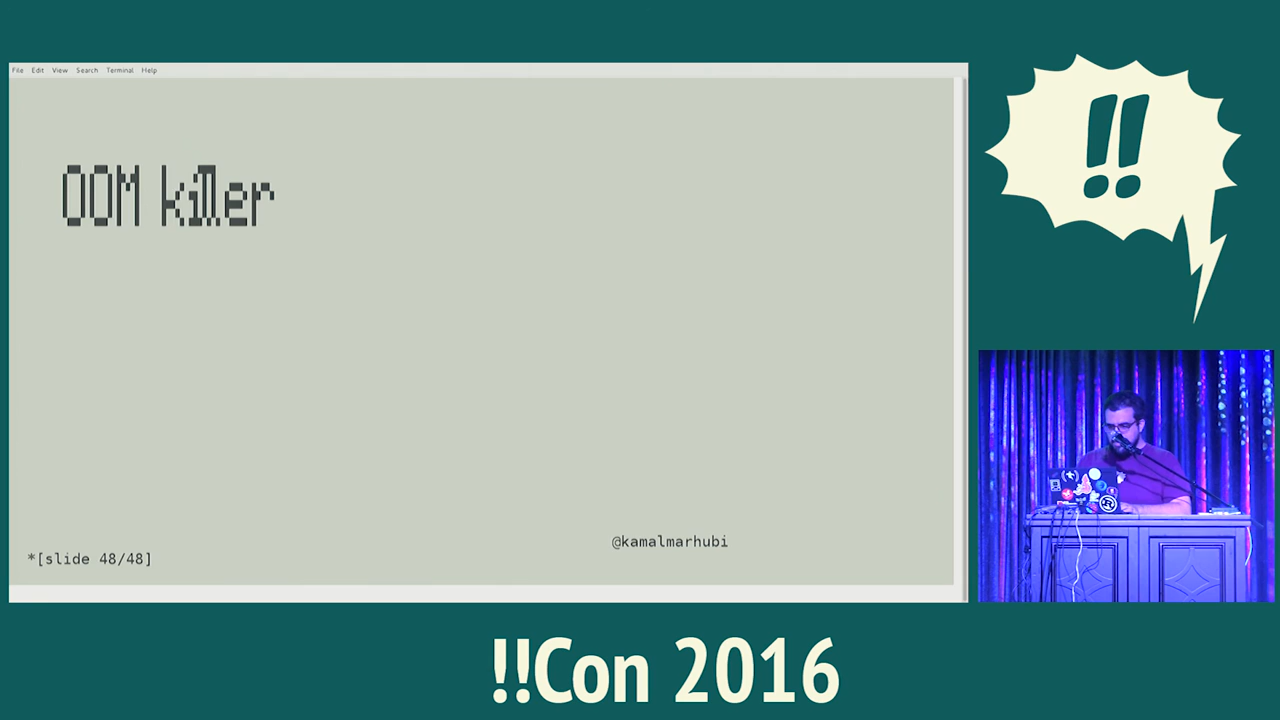 File Edit View Search Terminal Help
!!
OOM killer
@kamalmarhubi
*[slide 48/48]
!!Con 2016